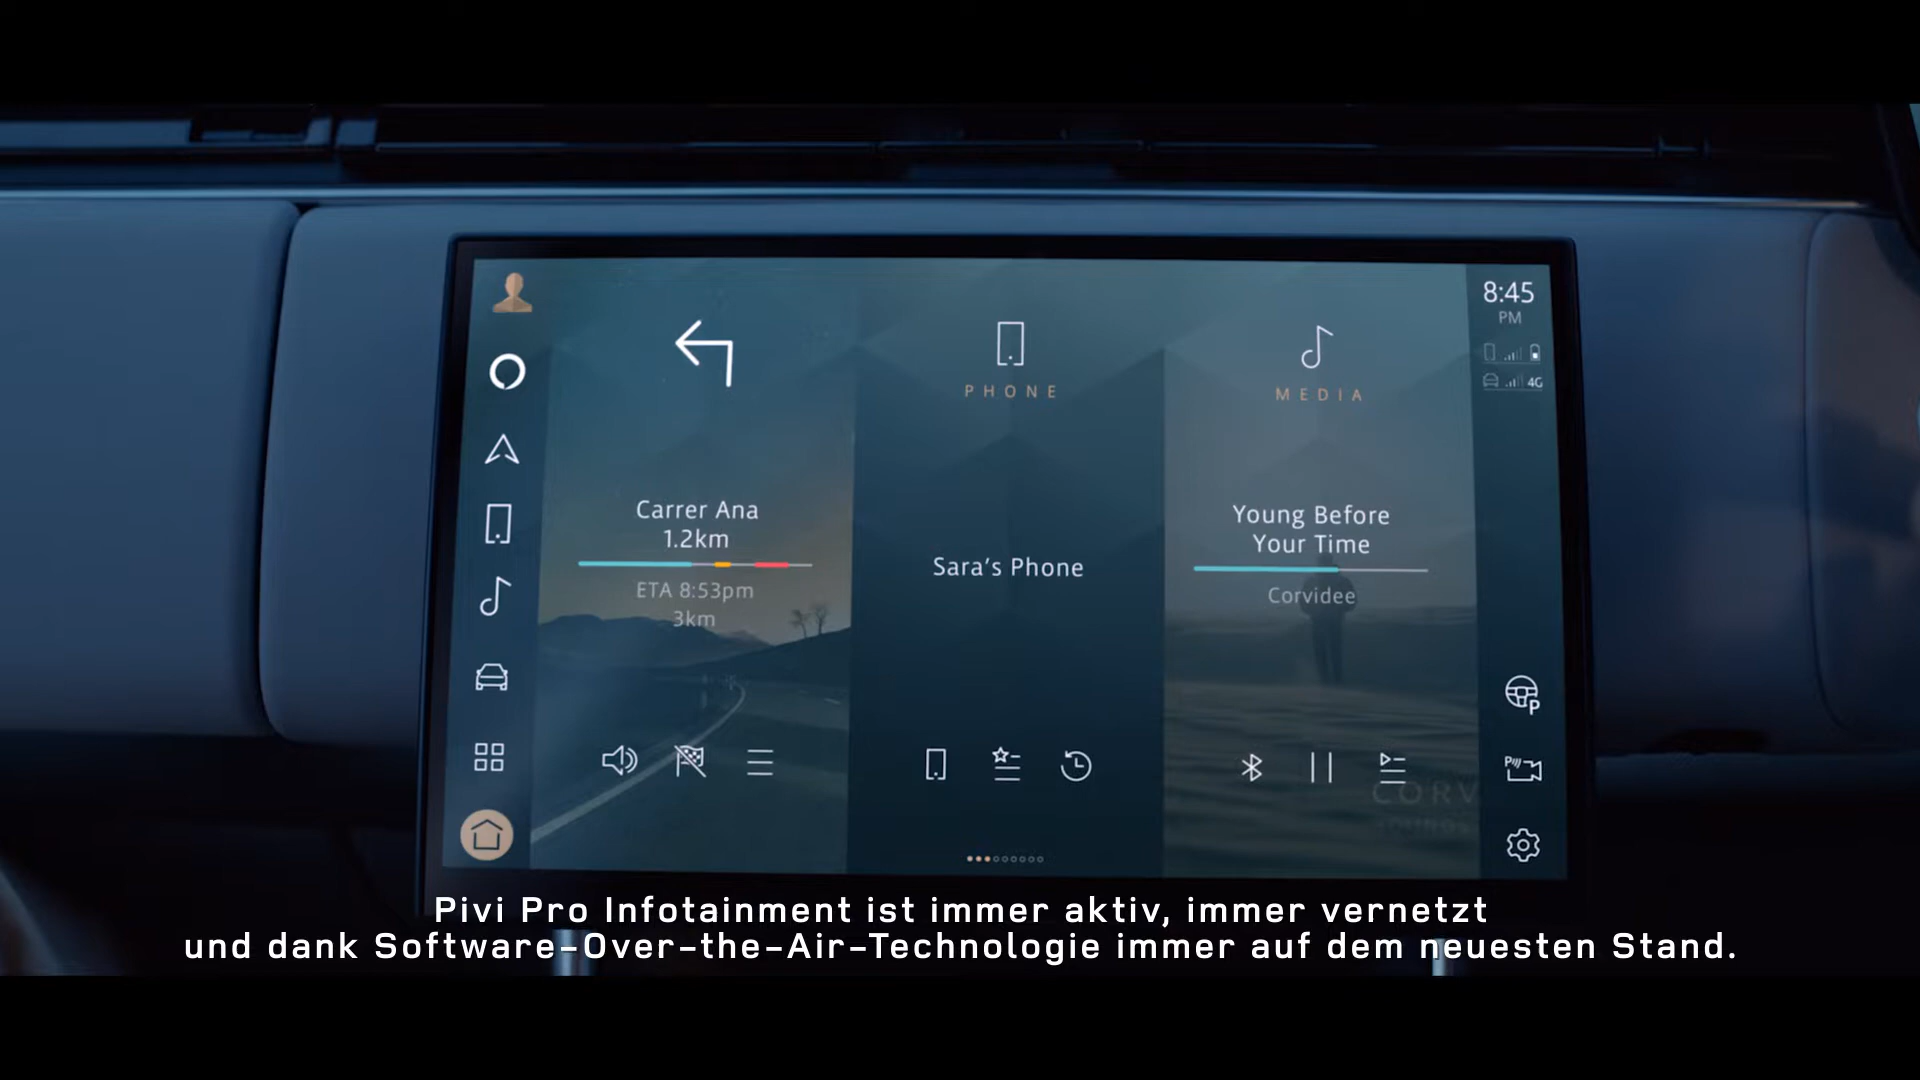 8:45
PM
4G
PHONE
MEDIA
Carrer Ana
1.2km
ETA 8:53pm
3km
Sara's Phone
Young Before
Your Time
Corvidee
P
P
CORV
Pivi Pro Infotainment ist immer aktiv, immer vernetzt
und dank Software-Over-the-Air-Technologie immer auf dem neuesten Stand.